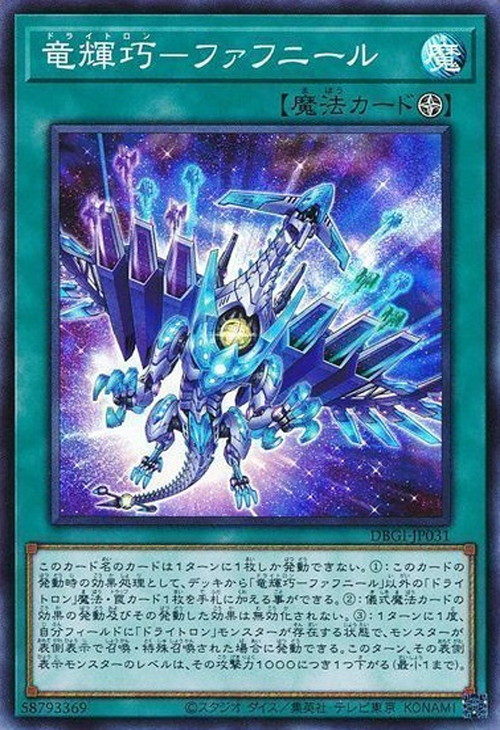 ドライトロン
竜輝巧－ファフニール
魔
【魔法カード】
DBGI-JP031
このカード名のカードは１ターンに１枚しか発動できない。①：このカードの
発動時の効果処理として、デッキから「竜輝巧－ファフニール」以外の「ドライ
トロン」魔法・罠カード１枚を手札に加える事ができる。②：儀式魔法カード
の効果の発動及びその発動した効果は無効化されない。③：１ターンに１度、
自分フィールドに「ドライトロン」モンスターが存在する状態で、モンスターが
表側表示で召喚・特殊召喚された場合に発動できる。このターン、その表側
表示モンスターのレベルは、その攻撃力１０００につき１つ下がる（最小１まで）。
58793369
©スタジオ・ダイス／集英社・テレビ東京・KONAMI